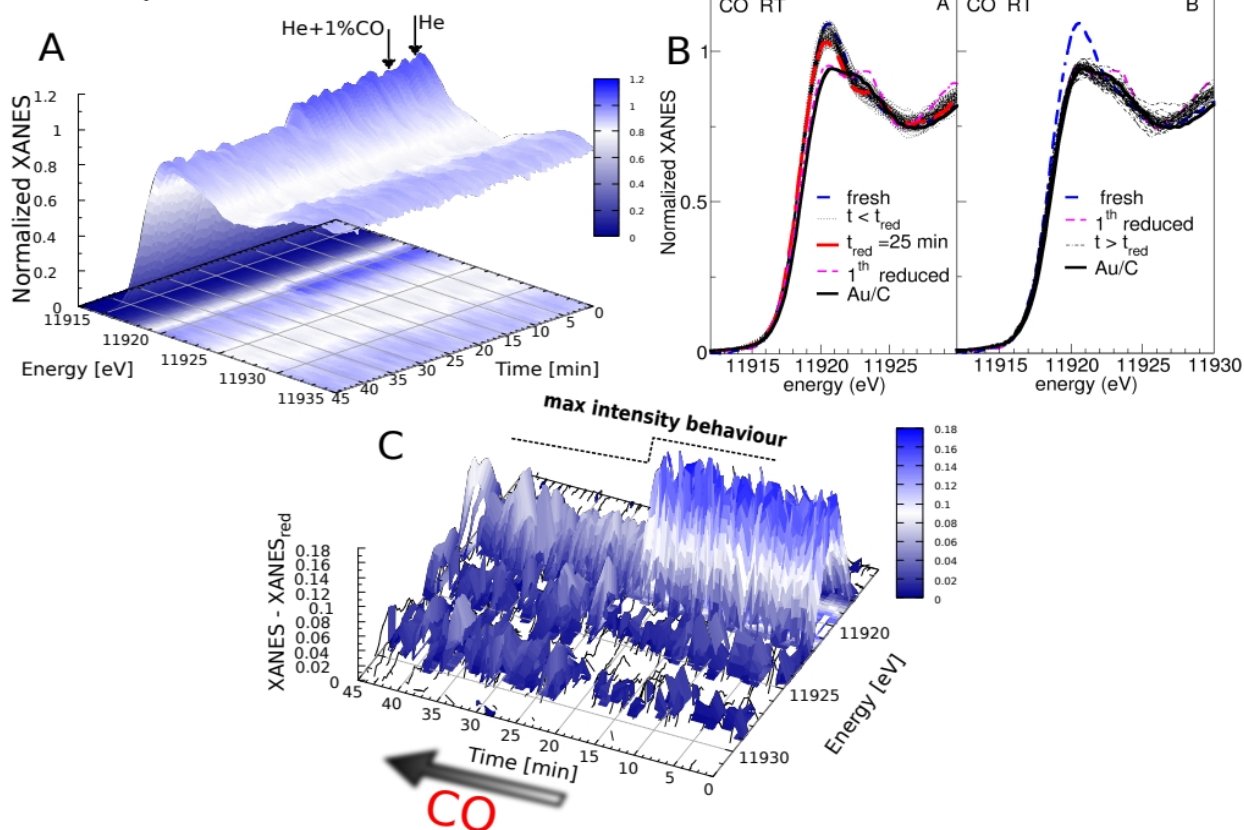 A
He+1%CO
He
Normalized XANES
1.2
1
0.8
0.6
0.4
0.2
0
11915
11920
11925
11930
11935
Energy [eV]
45
40
35
30
25
20
15
10
5
0
Time [min]
1.2
1
0.8
0.6
0.4
0.2
0
B
CO RT
A
Normalized XANES
1
0.5
0
fresh
t < tred
tred =25 min
1th reduced
Au/C
11915 11920 11925
energy (eV)
CO RT
B
fresh
1th reduced
t > tred
Au/C
11915 11920 11925 11930
energy (eV)
C
max intensity behaviour
XANES - XANESred
0.18
0.16
0.14
0.12
0.1
0.08
0.06
0.04
0.02
0
45
40
35
30
25
20
15
10
5
0
Time [min]
11920
11925
11930
Energy [eV]
0.18
0.16
0.14
0.12
0.1
0.08
0.06
0.04
0.02
0
CO